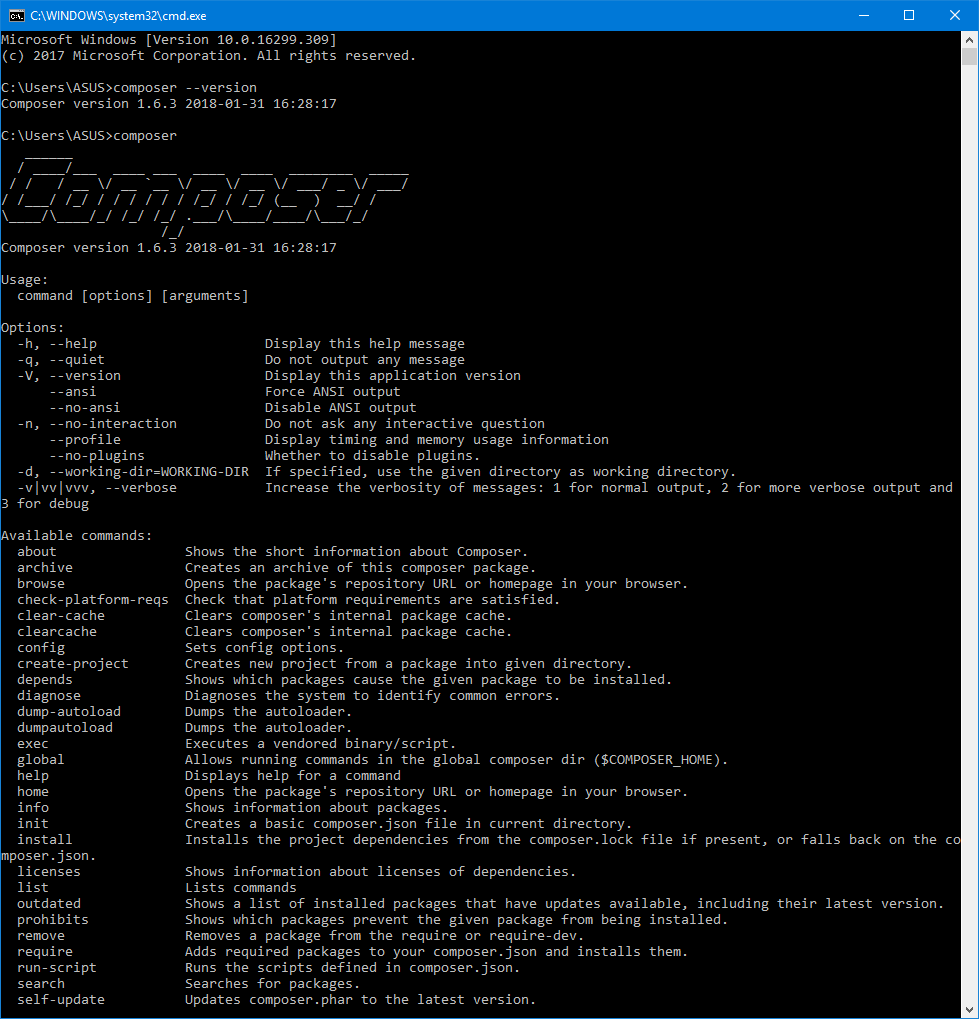 C:\WINDOWS\system32\cmd.exe
Microsoft Windows [Version 10.0.16299.309]
(c) 2017 Microsoft Corporation. All rights reserved.

C:\Users\ASUS>composer --version
Composer version 1.6.3 2018-01-31 16:28:17

C:\Users\ASUS>composer
   ______
  / ____/___  ____ ___  ____  ____  ________  _____
 / /   / __ \/ __ `__ \/ __ \/ __ \/ ___/ _ \/ ___/
/ /___/ /_/ / / / / / / /_/ / /_/ (__  )  __/ /
\____/\____/_/ /_/ /_/ .___/\____/____/\___/_/
                    /_/
Composer version 1.6.3 2018-01-31 16:28:17

Usage:
  command [options] [arguments]

Options:
  -h, --help                     Display this help message
  -q, --quiet                    Do not output any message
  -V, --version                  Display this application version
      --ansi                     Force ANSI output
      --no-ansi                  Disable ANSI output
  -n, --no-interaction           Do not ask any interactive question
      --profile                  Display timing and memory usage information
      --no-plugins               Whether to disable plugins.
  -d, --working-dir=WORKING-DIR  If specified, use the given directory as working directory.
  -v|vv|vvv, --verbose           Increase the verbosity of messages: 1 for normal output, 2 for more verbose output and
3 for debug

Available commands:
  about                Shows the short information about Composer.
  archive              Creates an archive of this composer package.
  browse               Opens the package's repository URL or homepage in your browser.
  check-platform-reqs  Check that platform requirements are satisfied.
  clear-cache          Clears composer's internal package cache.
  clearcache           Clears composer's internal package cache.
  config               Sets config options.
  create-project       Creates new project from a package into given directory.
  depends              Shows which packages cause the given package to be installed.
  diagnose             Diagnoses the system to identify common errors.
  dump-autoload        Dumps the autoloader.
  dumpautoload         Dumps the autoloader.
  exec                 Executes a vendored binary/script.
  global               Allows running commands in the global composer dir ($COMPOSER_HOME).
  help                 Displays help for a command
  home                 Opens the package's repository URL or homepage in your browser.
  info                 Shows information about packages.
  init                 Creates a basic composer.json file in current directory.
  install              Installs the project dependencies from the composer.lock file if present, or falls back on the co
mposer.json.
  licenses             Shows information about licenses of dependencies.
  list                 Lists commands
  outdated             Shows a list of installed packages that have updates available, including their latest version.
  prohibits            Shows which packages prevent the given package from being installed.
  remove               Removes a package from the require or require-dev.
  require              Adds required packages to your composer.json and installs them.
  run-script           Runs the scripts defined in composer.json.
  search               Searches for packages.
  self-update          Updates composer.phar to the latest version.